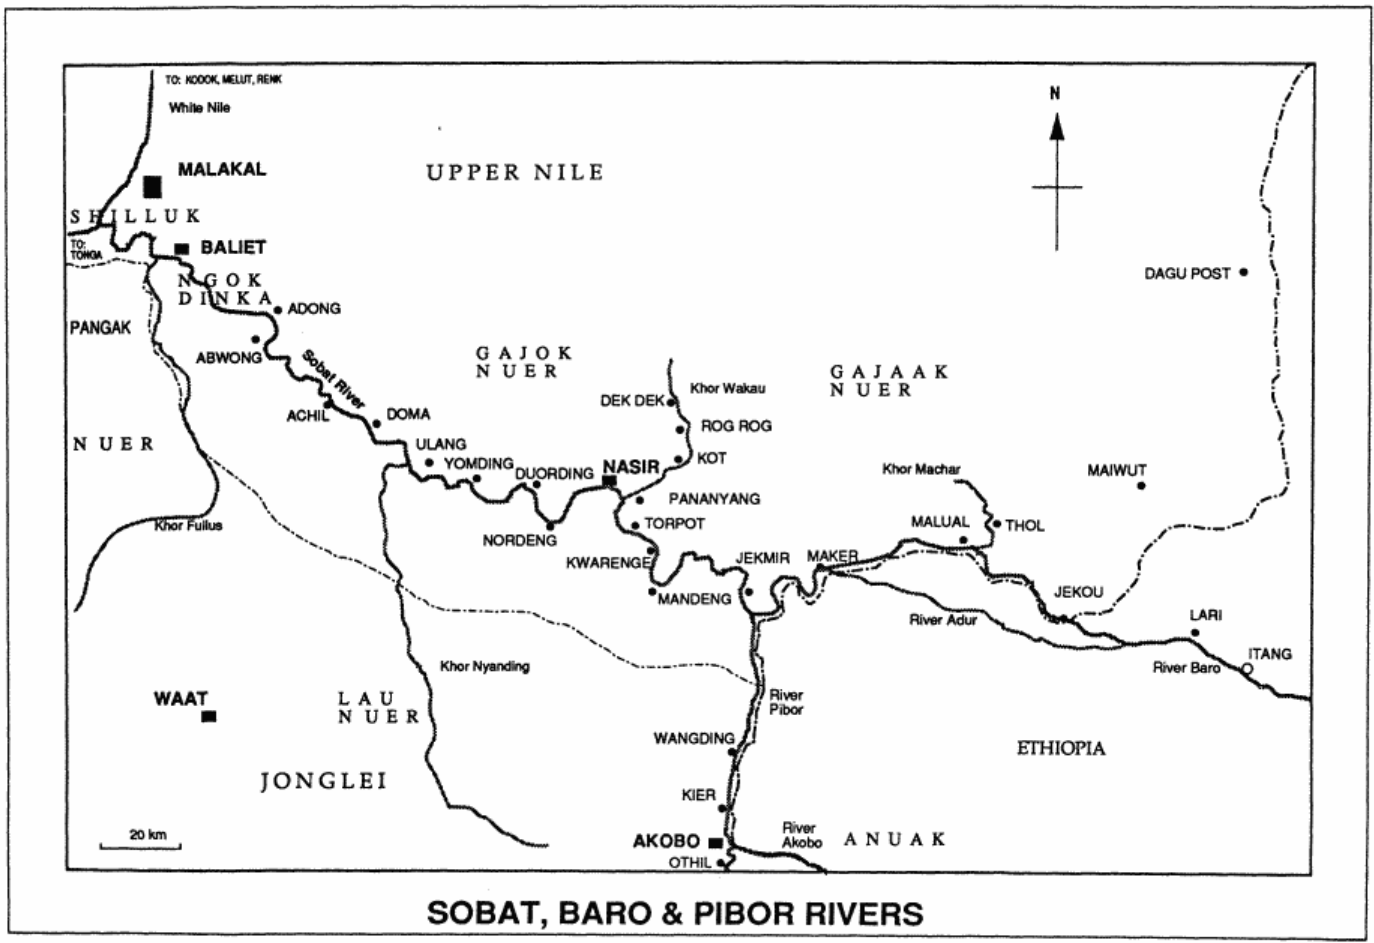 TO: KODOK, MELUT, RENK
White Nile
N
MALAKAL
UPPER NILE
SHILLUK
TO:
TONGA
BALIET
NGOK
DINKA
DAGU POST
ADONG
PANGAK
ABWONG
Sobat River
GAJOK
NUER
GAJAAK
NUER
Khor Wakau
DEK DEK
ACHIL
DOMA
ROG ROG
NUER
ULANG
YOMDING
DUORDING
NASIR
KOT
Khor Machar
MAIWUT
PANANYANG
Khor Fullus
NORDENG
TORPOT
MALUAL
THOL
KWARENGE
JEKMIR
MAKER
MANDENG
JEKOU
River Adur
LARI
ITANG
River Baro
Khor Nyanding
WAAT
LAU
NUER
River
Pibor
WANGDING
ETHIOPIA
JONGLEI
KIER
20 km
AKOBO
River
Akobo
ANUAK
OTHIL
SOBAT, BARO & PIBOR RIVERS